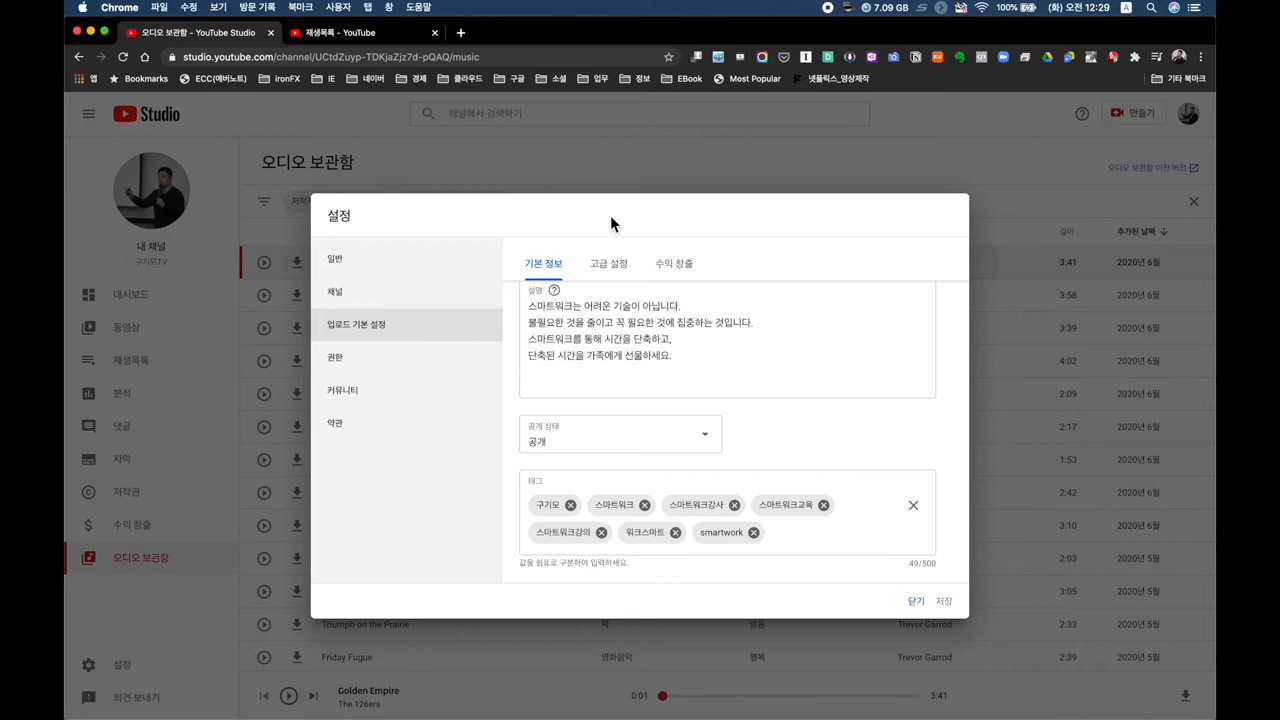 Chrome 파일 수정 보기 방문 기록 북마크 사용자 탭 창 도움말
7.09 GB 100% (금) 오전 12:29
오디오 보관함 - YouTube Studio
재생목록 - YouTube
studio.youtube.com/channel/UCtdZuyp-TDKjaZjz7d-pQAQ/music
앱 Bookmarks ECC(에버노트) ironFX 네이버 경제 클라우드 구글 소셜 업무 정보 EBook Most Popular 넷플릭스_영상제작 기타 북마크
Studio
채널에서 검색하기
만들기
내 채널
구기모TV
대시보드
동영상
재생목록
분석
댓글
자막
저작권
수익 창출
오디오 보관함
설정
의견 보내기
오디오 보관함
오디오 보관함 이전 버전
길이 추가된 날짜
3:41 2020년 6월
3:58 2020년 6월
3:39 2020년 6월
4:02 2020년 6월
2:09 2020년 6월
2:17 2020년 6월
1:53 2020년 6월
2:42 2020년 6월
3:10 2020년 6월
2:03 2020년 6월
3:05 2020년 5월
Triumph on the Prairie 밝음 Trevor Garrod 2:33 2020년 5월
Friday Fugue 영화음악 행복 Trevor Garrod 2:39 2020년 5월
설정
일반
채널
업로드 기본 설정
권한
커뮤니티
약관
기본 정보 고급 설정 수익 창출
설명
스마트워크는 어려운 기술이 아닙니다.
불필요한 것을 줄이고 꼭 필요한 것에 집중하는 것입니다.
스마트워크를 통해 시간을 단축하고,
단축된 시간을 가족에게 선물하세요.
공개 상태
공개
태그
구기모 스마트워크 스마트워크강사 스마트워크교육
스마트워크강의 워크스마트 smartwork
값을 쉼표로 구분하여 입력하세요. 49/500
닫기 저장
Golden Empire
The 126ers
0:01 3:41